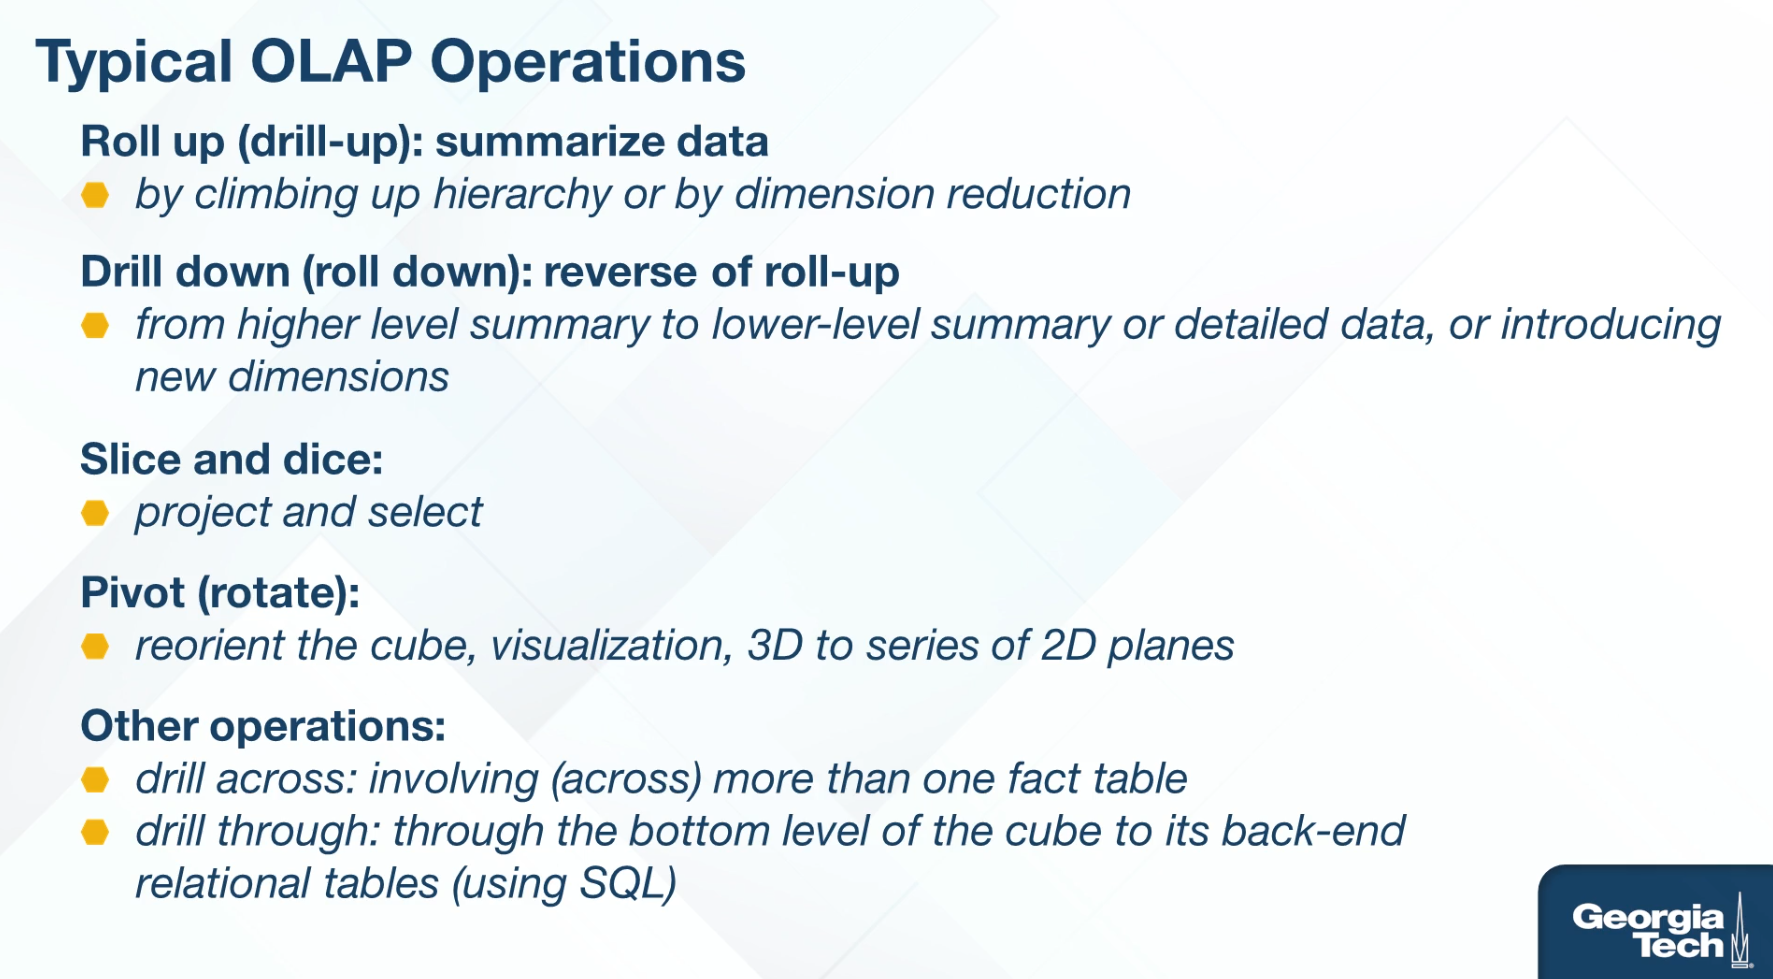 Typical OLAP Operations
Roll up (drill-up): summarize data
by climbing up hierarchy or by dimension reduction
Drill down (roll down): reverse of roll-up
from higher level summary to lower-level summary or detailed data, or introducing
new dimensions
Slice and dice:
project and select
Pivot (rotate):
reorient the cube, visualization, 3D to series of 2D planes
Other operations:
drill across: involving (across) more than one fact table
drill through: through the bottom level of the cube to its back-end
relational tables (using SQL)
Georgia
Tech